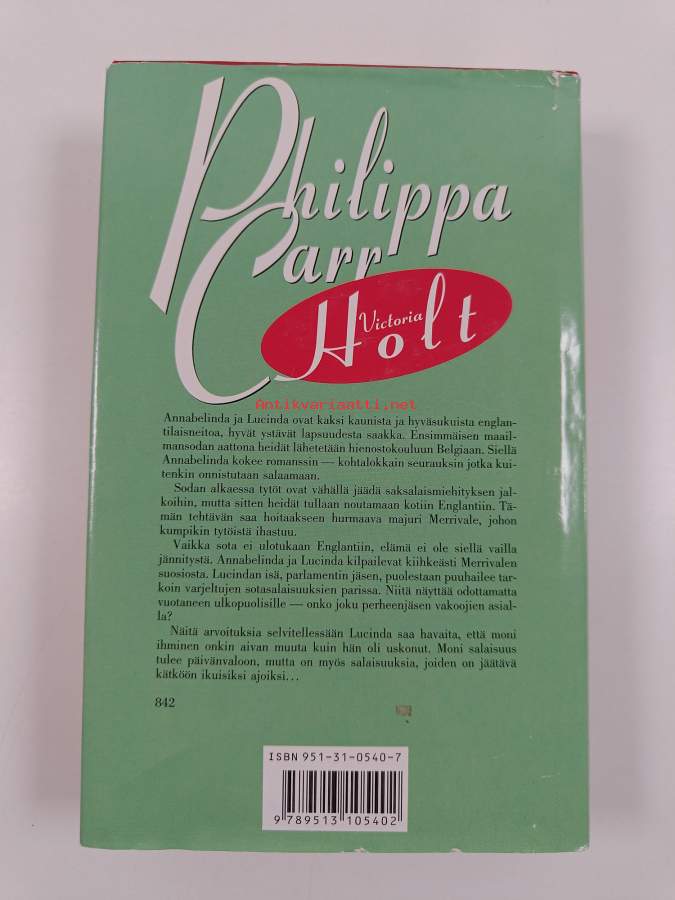 Philippa
Carr
Victoria
Holt
Antikvariaatti.net
Annabelinda ja Lucinda ovat kaksi kaunista ja hyväsukuista englan-
tilaisneitoa, hyvät ystävät lapsuudesta saakka. Ensimmäisen maail-
mansodan aattona heidät lähetetään hienostokouluun Belgiaan. Siellä
Annabelinda kokee romanssin — kohtalokkain seurauksin jotka kui-
tenkin onnistutaan salaamaan.
Sodan alkaessa tytöt ovat vähällä jäädä saksalaismiehityksen jal-
koihin, mutta sitten heidät tullaan noutamaan kotiin Englantiin. Tä-
män tehtävän saa hoitaakseen hurmaava majuri Merrivale, johon
kumpikin tytöistä ihastuu.
Vaikka sota ei ulotukaan Englantiin, elämä ei ole siellä vailla
jännitystä. Annabelinda ja Lucinda kilpailevat kiihkeästi Merrivalen
suosiosta. Lucindan isä, parlamentin jäsen, puolestaan puuhailee tar-
koin varjeltujen sotasalaisuuksien parissa. Niitä näyttää odottamatta
vuotaneen ulkopuolisille — onko joku perheenjäsen vakoojien asial-
la?
Näitä arvoituksia selvitellessään Lucinda saa havaita, että moni
ihminen onkin aivan muuta kuin hän oli uskonut. Moni salaisuus
tulee päivänvaloon, mutta on myös salaisuuksia, joiden on jäätävä
kätköön ikuisiksi ajoiksi...
842
ISBN 951-31-0540-7
9 789513 105402